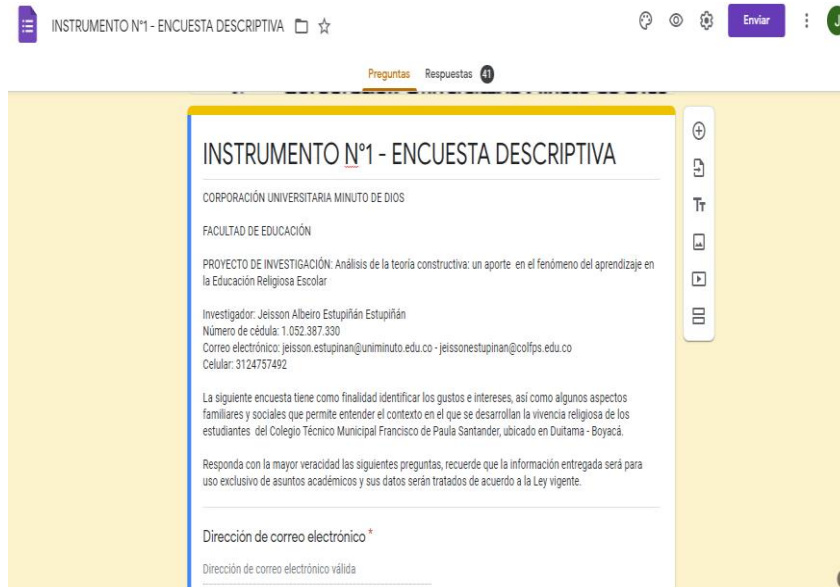 INSTRUMENTO N°1 - ENCUESTA DESCRIPTIVA
Enviar
J
Preguntas Respuestas 41
Corporación Universitaria Minuto de Dios
INSTRUMENTO N°1 - ENCUESTA DESCRIPTIVA
CORPORACIÓN UNIVERSITARIA MINUTO DE DIOS
FACULTAD DE EDUCACIÓN
PROYECTO DE INVESTIGACIÓN: Análisis de la teoría constructiva: un aporte en el fenómeno del aprendizaje en
la Educación Religiosa Escolar
Investigador: Jeisson Albeiro Estupiñán Estupiñán
Número de cédula: 1.052.387.330
Correo electrónico: jeisson.estupinan@uniminuto.edu.co - jeissonestupinan@colfps.edu.co
Celular: 3124757492
La siguiente encuesta tiene como finalidad identificar los gustos e intereses, así como algunos aspectos
familiares y sociales que permite entender el contexto en el que se desarrollan la vivencia religiosa de los
estudiantes del Colegio Técnico Municipal Francisco de Paula Santander, ubicado en Duitama - Boyacá.
Responda con la mayor veracidad las siguientes preguntas, recuerde que la información entregada será para
uso exclusivo de asuntos académicos y sus datos serán tratados de acuerdo a la Ley vigente.
Dirección de correo electrónico *
Dirección de correo electrónico válida
Tт